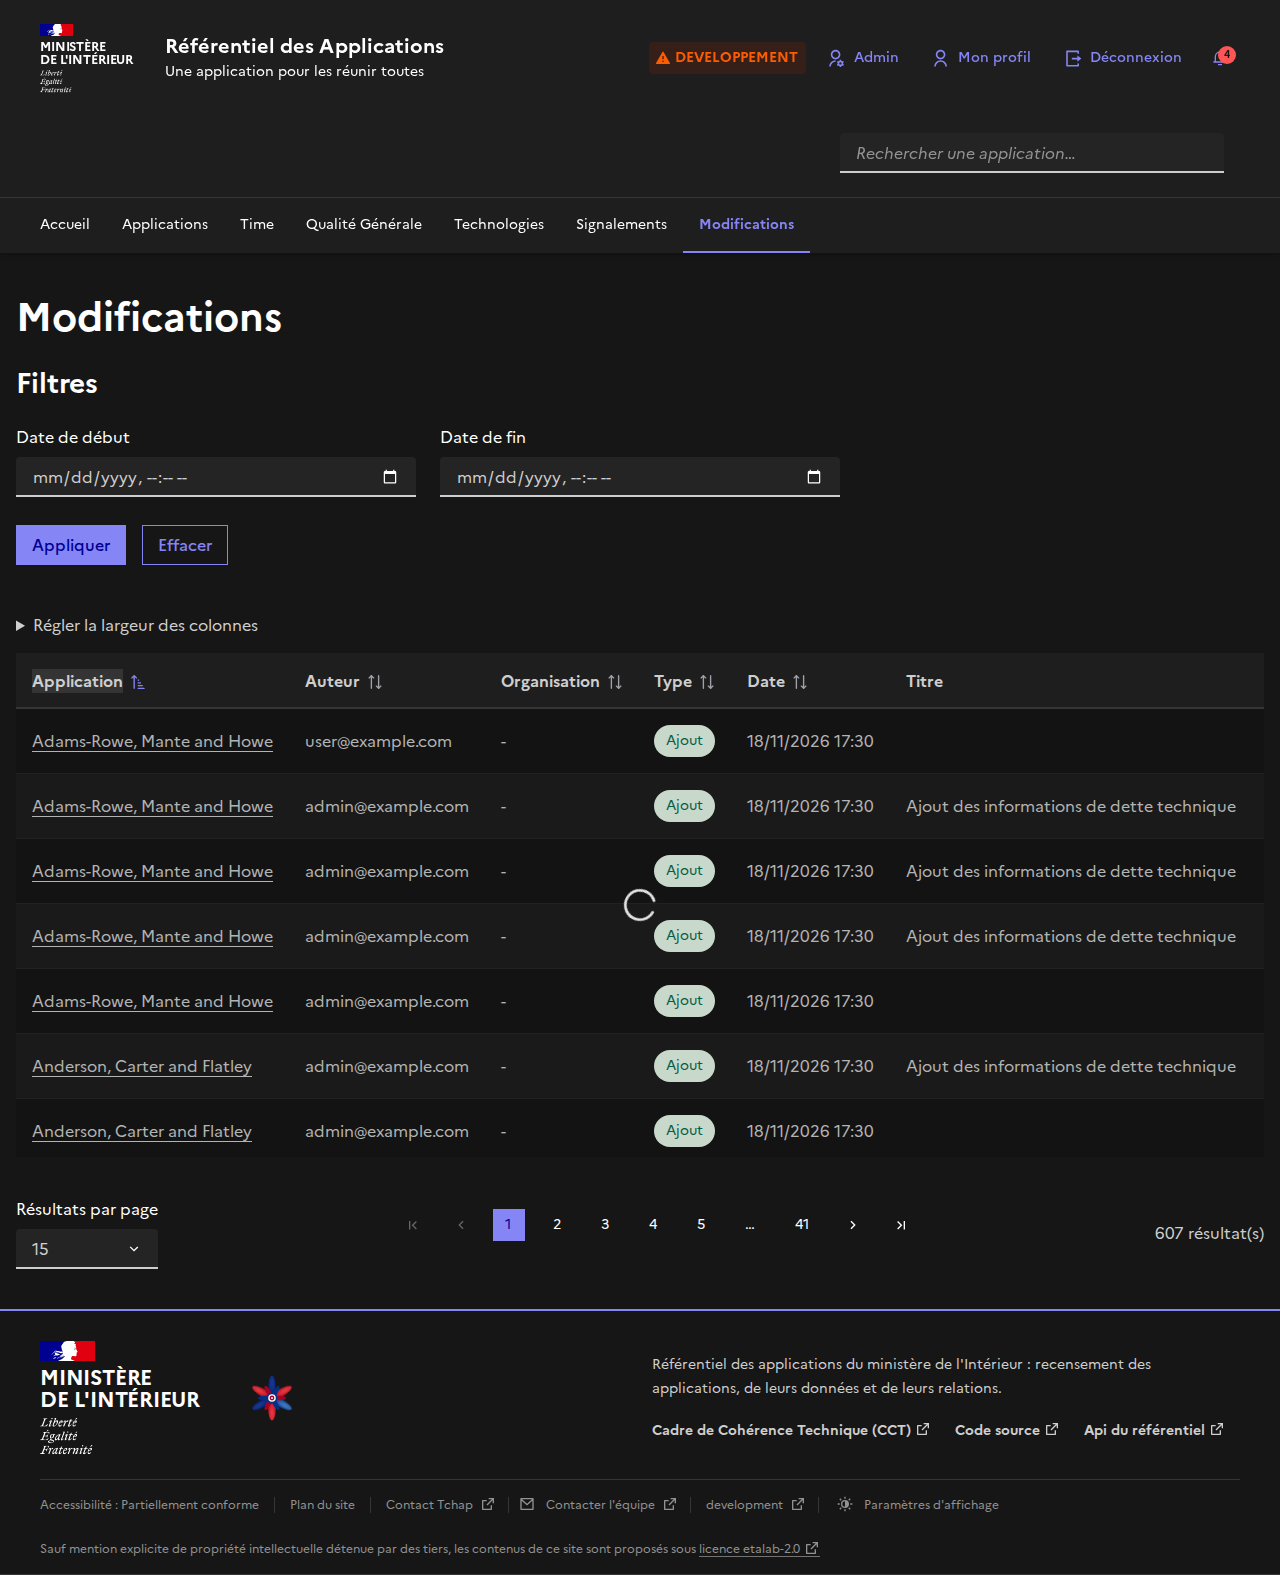 MINISTÈRE
DE L'INTÉRIEUR
Liberté
Égalité
Fraternité
Référentiel des Applications
Une application pour les réunir toutes
DEVELOPPEMENT
Admin
Mon profil
Déconnexion
4
Rechercher une application…
Accueil
Applications
Time
Qualité Générale
Technologies
Signalements
Modifications
Modifications
Filtres
Date de début
Date de fin
mm/dd/yyyy, --:-- --
mm/dd/yyyy, --:-- --
Appliquer
Effacer
Régler la largeur des colonnes
Application Auteur Organisation Type Date Titre
Adams-Rowe, Mante and Howe user@example.com - Ajout 18/11/2026 17:30
Adams-Rowe, Mante and Howe admin@example.com - Ajout 18/11/2026 17:30 Ajout des informations de dette technique
Adams-Rowe, Mante and Howe admin@example.com - Ajout 18/11/2026 17:30 Ajout des informations de dette technique
Adams-Rowe, Mante and Howe admin@example.com - Ajout 18/11/2026 17:30 Ajout des informations de dette technique
Adams-Rowe, Mante and Howe admin@example.com - Ajout 18/11/2026 17:30
Anderson, Carter and Flatley admin@example.com - Ajout 18/11/2026 17:30 Ajout des informations de dette technique
Anderson, Carter and Flatley admin@example.com - Ajout 18/11/2026 17:30
Résultats par page
15
1 2 3 4 5 … 41
607 résultat(s)
MINISTÈRE
DE L'INTÉRIEUR
Liberté
Égalité
Fraternité
Référentiel des applications du ministère de l'Intérieur : recensement des
applications, de leurs données et de leurs relations.
Cadre de Cohérence Technique (CCT)
Code source
Api du référentiel
Accessibilité : Partiellement conforme
Plan du site
Contact Tchap
Contacter l'équipe
development
Paramètres d'affichage
Sauf mention explicite de propriété intellectuelle détenue par des tiers, les contenus de ce site sont proposés sous licence etalab-2.0